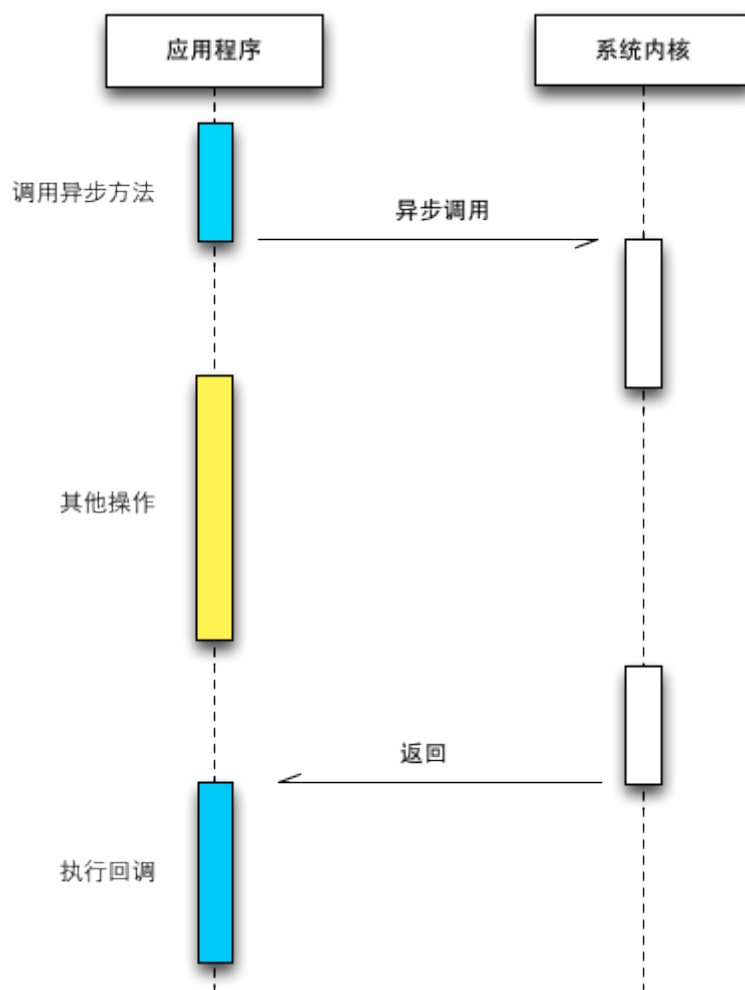 应用程序
系统内核
调用异步方法
异步调用
其他操作
返回
执行回调